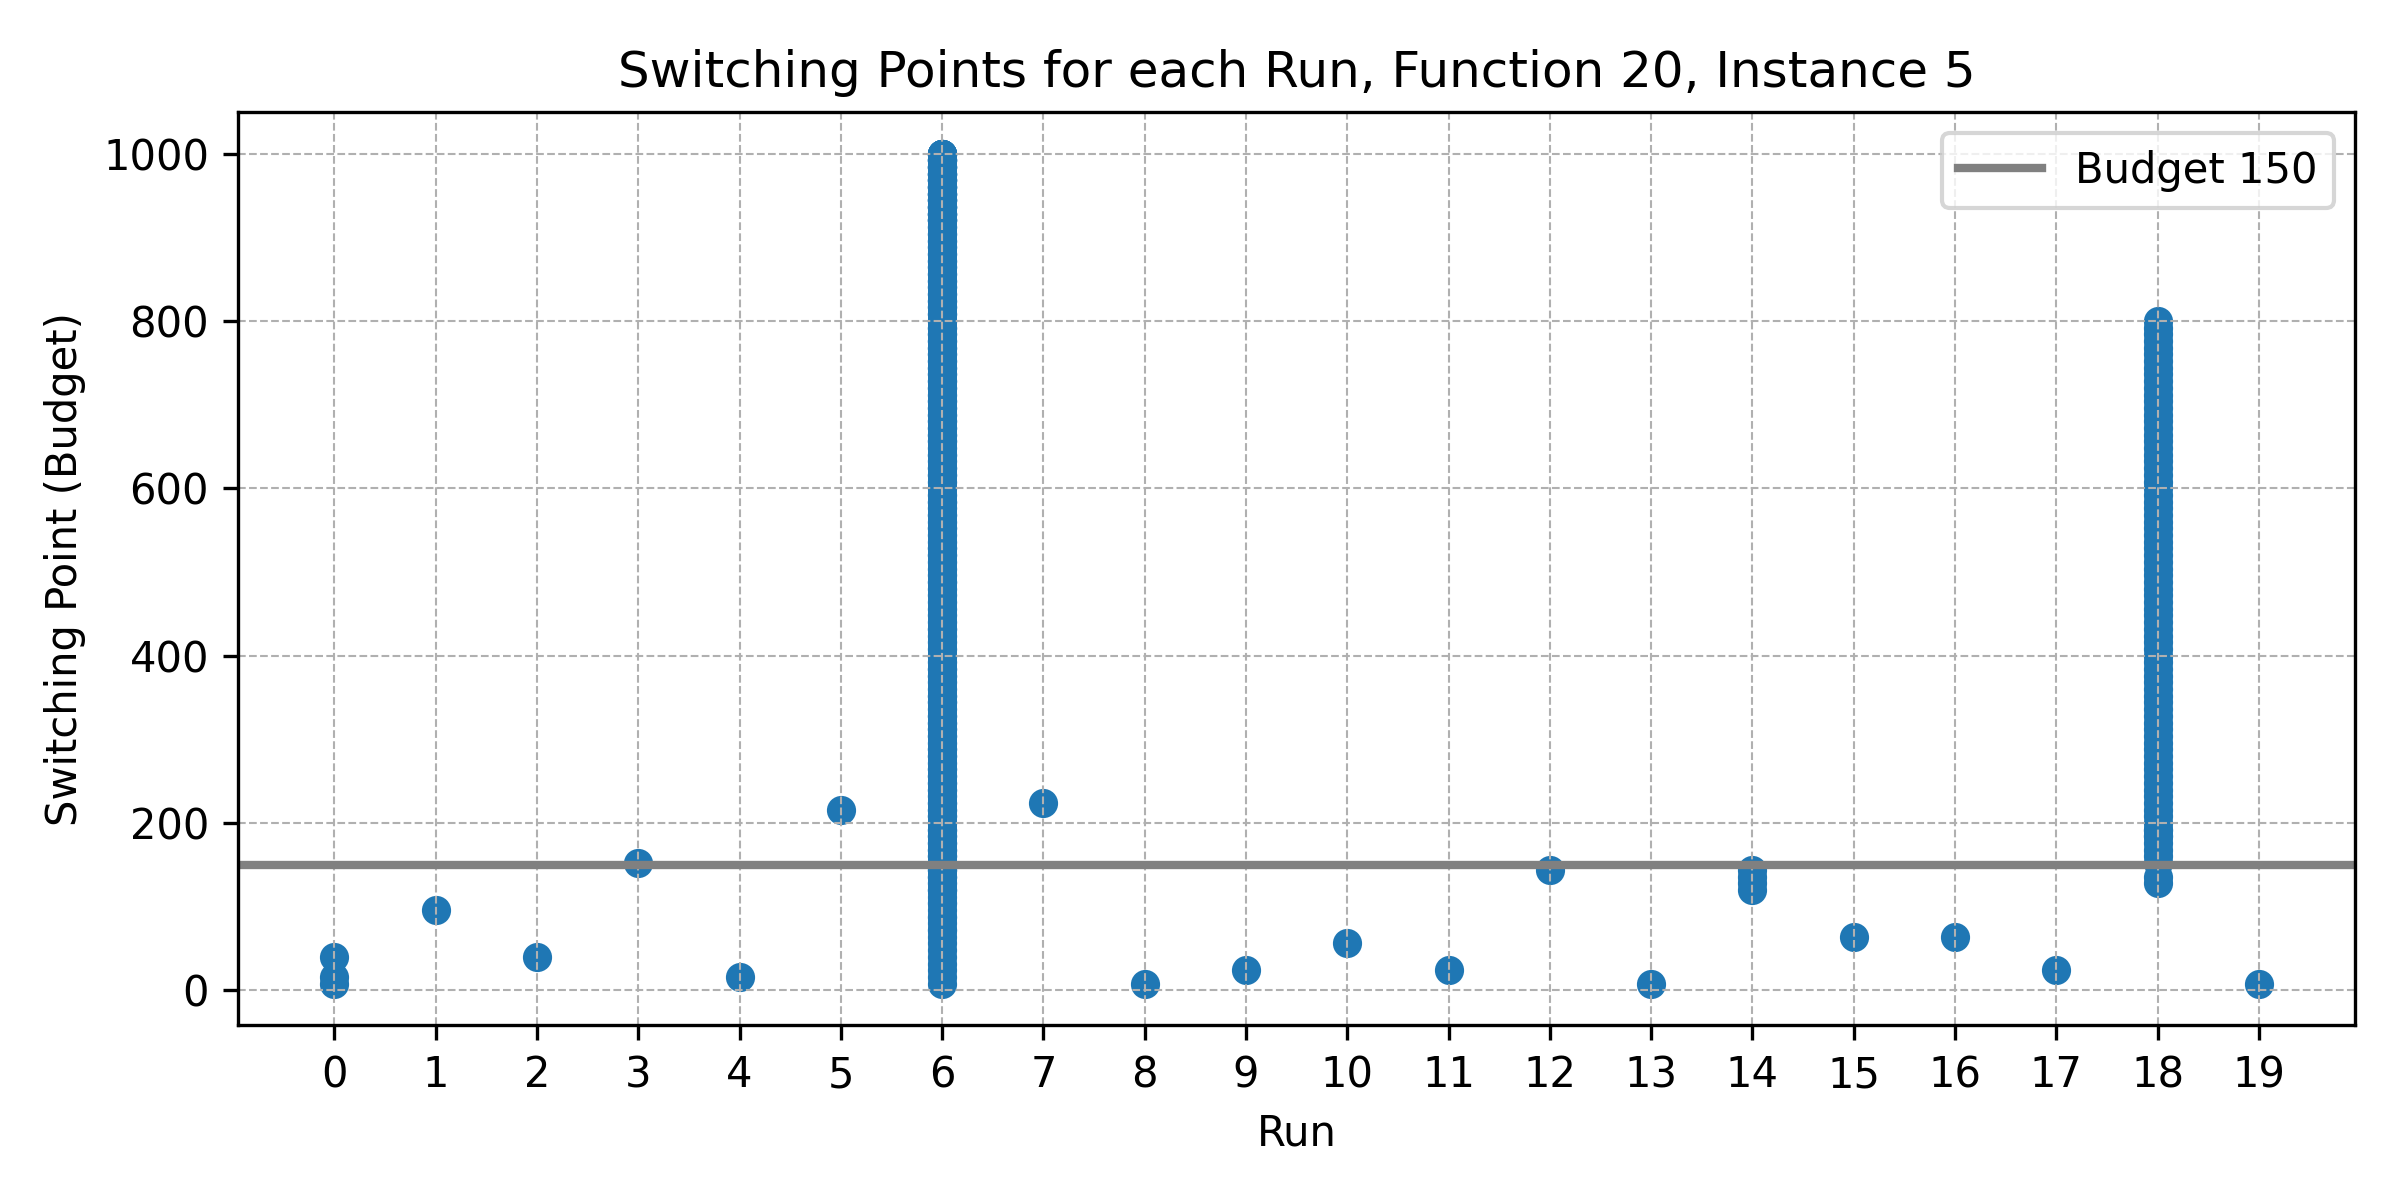 Switching Points for each Run, Function 20, Instance 5
Budget 150
Switching Point (Budget)
1000
800
600
400
200
0
0 1 2 3 4 5 6 7 8 9 10 11 12 13 14 15 16 17 18 19
Run